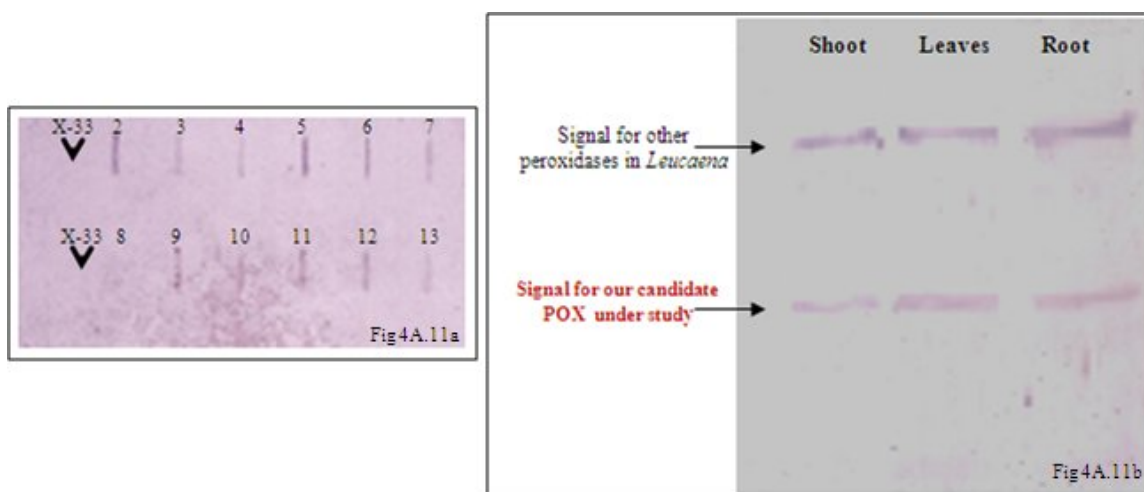 X-33 2 3 4 5 6 7
X-33 8 9 10 11 12 13
Fig4A.11a
Shoot Leaves Root
Signal for other
peroxidases in Leucaena
Signal for our candidate
POX under study
Fig4A.11b